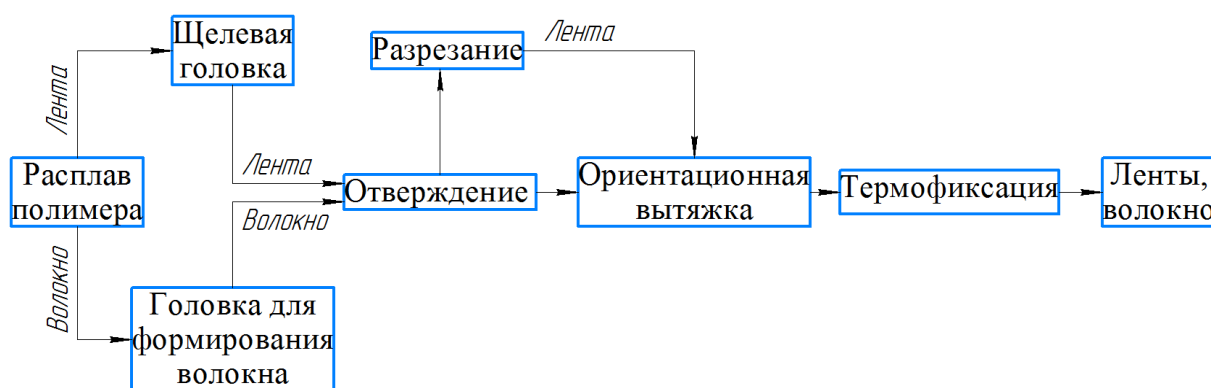 Лента
Щелевая
головка
Разрезание
Лента
Расплав
полимера
Лента
Отверждение
Волокно
Ориентационная
вытяжка
Термофиксация
Ленты,
волокно
Волокно
Головка для
формирования
волокна